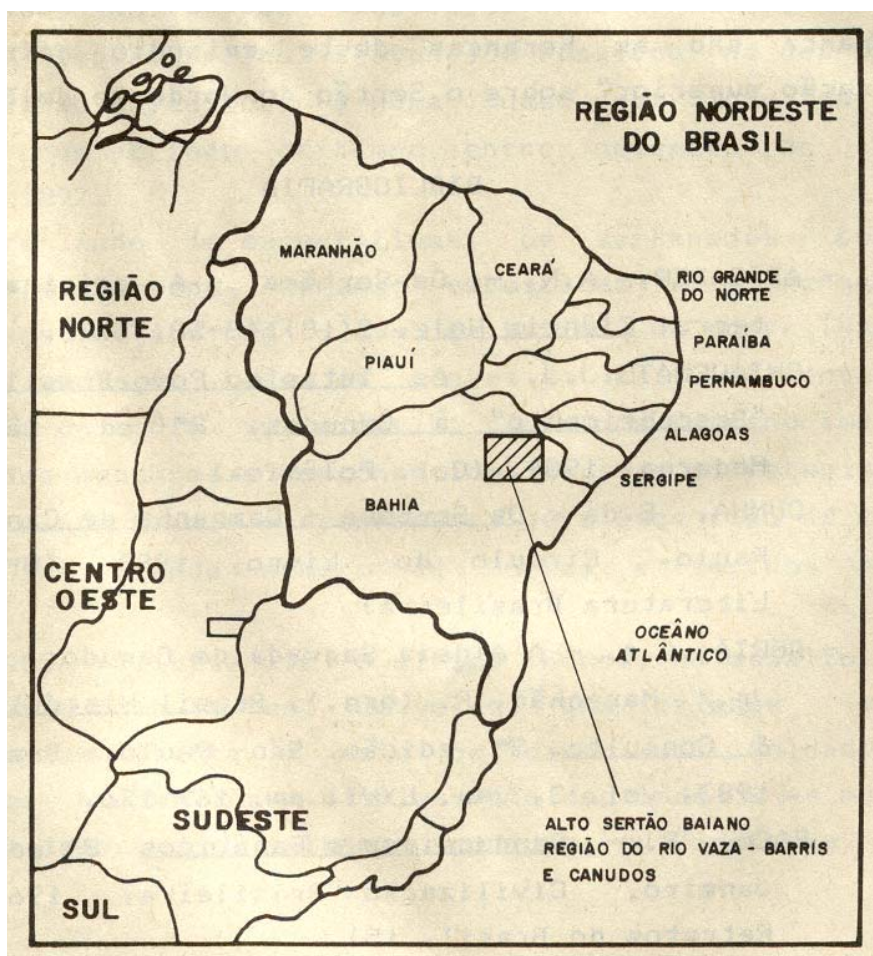 REGIÃO NORDESTE
DO BRASIL
MARANHÃO
CEARÁ
RIO GRANDE
DO NORTE
REGIÃO
NORTE
PARAÍBA
PIAUÍ
PERNAMBUCO
ALAGOAS
SERGIPE
BAHIA
CENTRO
OESTE
OCEÂNO
ATLÂNTICO
SUDESTE
ALTO SERTÃO BAIANO
REGIÃO DO RIO VAZA-BARRIS
E CANUDOS
SUL